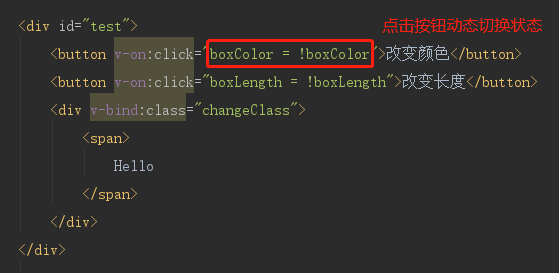 <div id="test"> 点击按钮动态切换状态
<button v-on:click="boxColor = !boxColor">改变颜色</button>
<button v-on:click="boxLength = !boxLength">改变长度</button>
<div v-bind:class="changeClass">
<span>
Hello
</span>
</div>
</div>